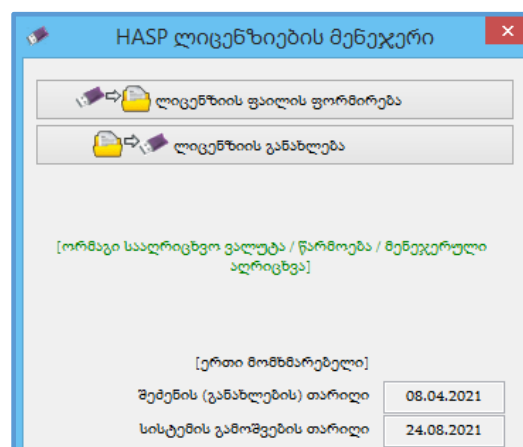 HASP ლიცენზიების მენეჯერი
ლიცენზიის ფაილის ფორმირება
ლიცენზიის განახლება
[ორმაგი სააღრიცხვო ვალუტა / წარმოება / მენეჯერული
აღრიცხვა]
[ერთი მომხმარებელი]
შეძენის (განახლების) თარიღი 08.04.2021
სისტემის გამოშვების თარიღი 24.08.2021